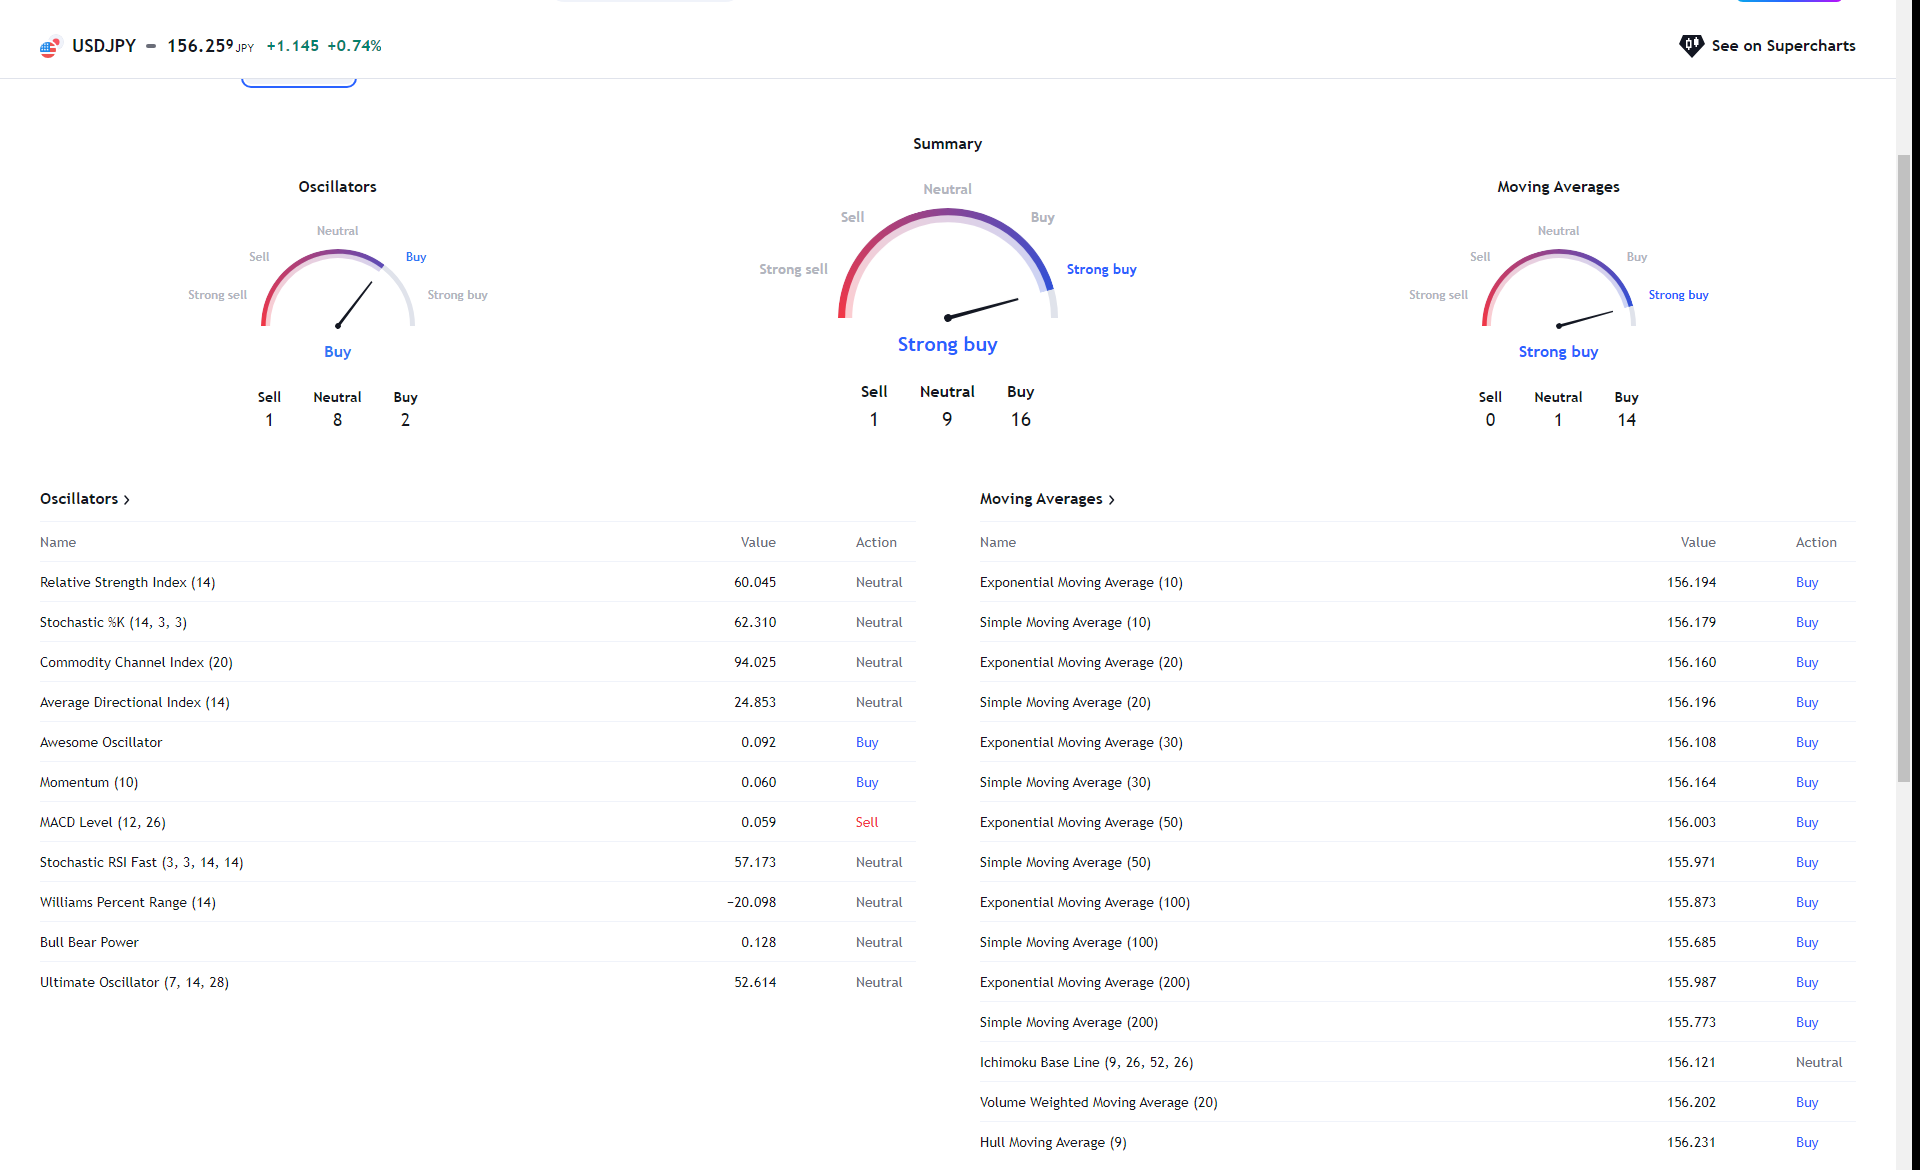 USDJPY 156.259 JPY +1.145 +0.74%
See on Supercharts
Summary
Neutral
Sell Buy
Strong sell Strong buy
Strong buy
Sell Neutral Buy
1 9 16
Oscillators
Neutral
Sell Buy
Strong sell Strong buy
Buy
Sell Neutral Buy
1 8 2
Moving Averages
Neutral
Sell Buy
Strong sell Strong buy
Strong buy
Sell Neutral Buy
0 1 14
Oscillators
Name Value Action
Relative Strength Index (14) 60.045 Neutral
Stochastic %K (14, 3, 3) 62.310 Neutral
Commodity Channel Index (20) 94.025 Neutral
Average Directional Index (14) 24.853 Neutral
Awesome Oscillator 0.092 Buy
Momentum (10) 0.060 Buy
MACD Level (12, 26) 0.059 Sell
Stochastic RSI Fast (3, 3, 14, 14) 57.173 Neutral
Williams Percent Range (14) −20.098 Neutral
Bull Bear Power 0.128 Neutral
Ultimate Oscillator (7, 14, 28) 52.614 Neutral
Moving Averages
Name Value Action
Exponential Moving Average (10) 156.194 Buy
Simple Moving Average (10) 156.179 Buy
Exponential Moving Average (20) 156.160 Buy
Simple Moving Average (20) 156.196 Buy
Exponential Moving Average (30) 156.108 Buy
Simple Moving Average (30) 156.164 Buy
Exponential Moving Average (50) 156.003 Buy
Simple Moving Average (50) 155.971 Buy
Exponential Moving Average (100) 155.873 Buy
Simple Moving Average (100) 155.685 Buy
Exponential Moving Average (200) 155.987 Buy
Simple Moving Average (200) 155.773 Buy
Ichimoku Base Line (9, 26, 52, 26) 156.121 Neutral
Volume Weighted Moving Average (20) 156.202 Buy
Hull Moving Average (9) 156.231 Buy